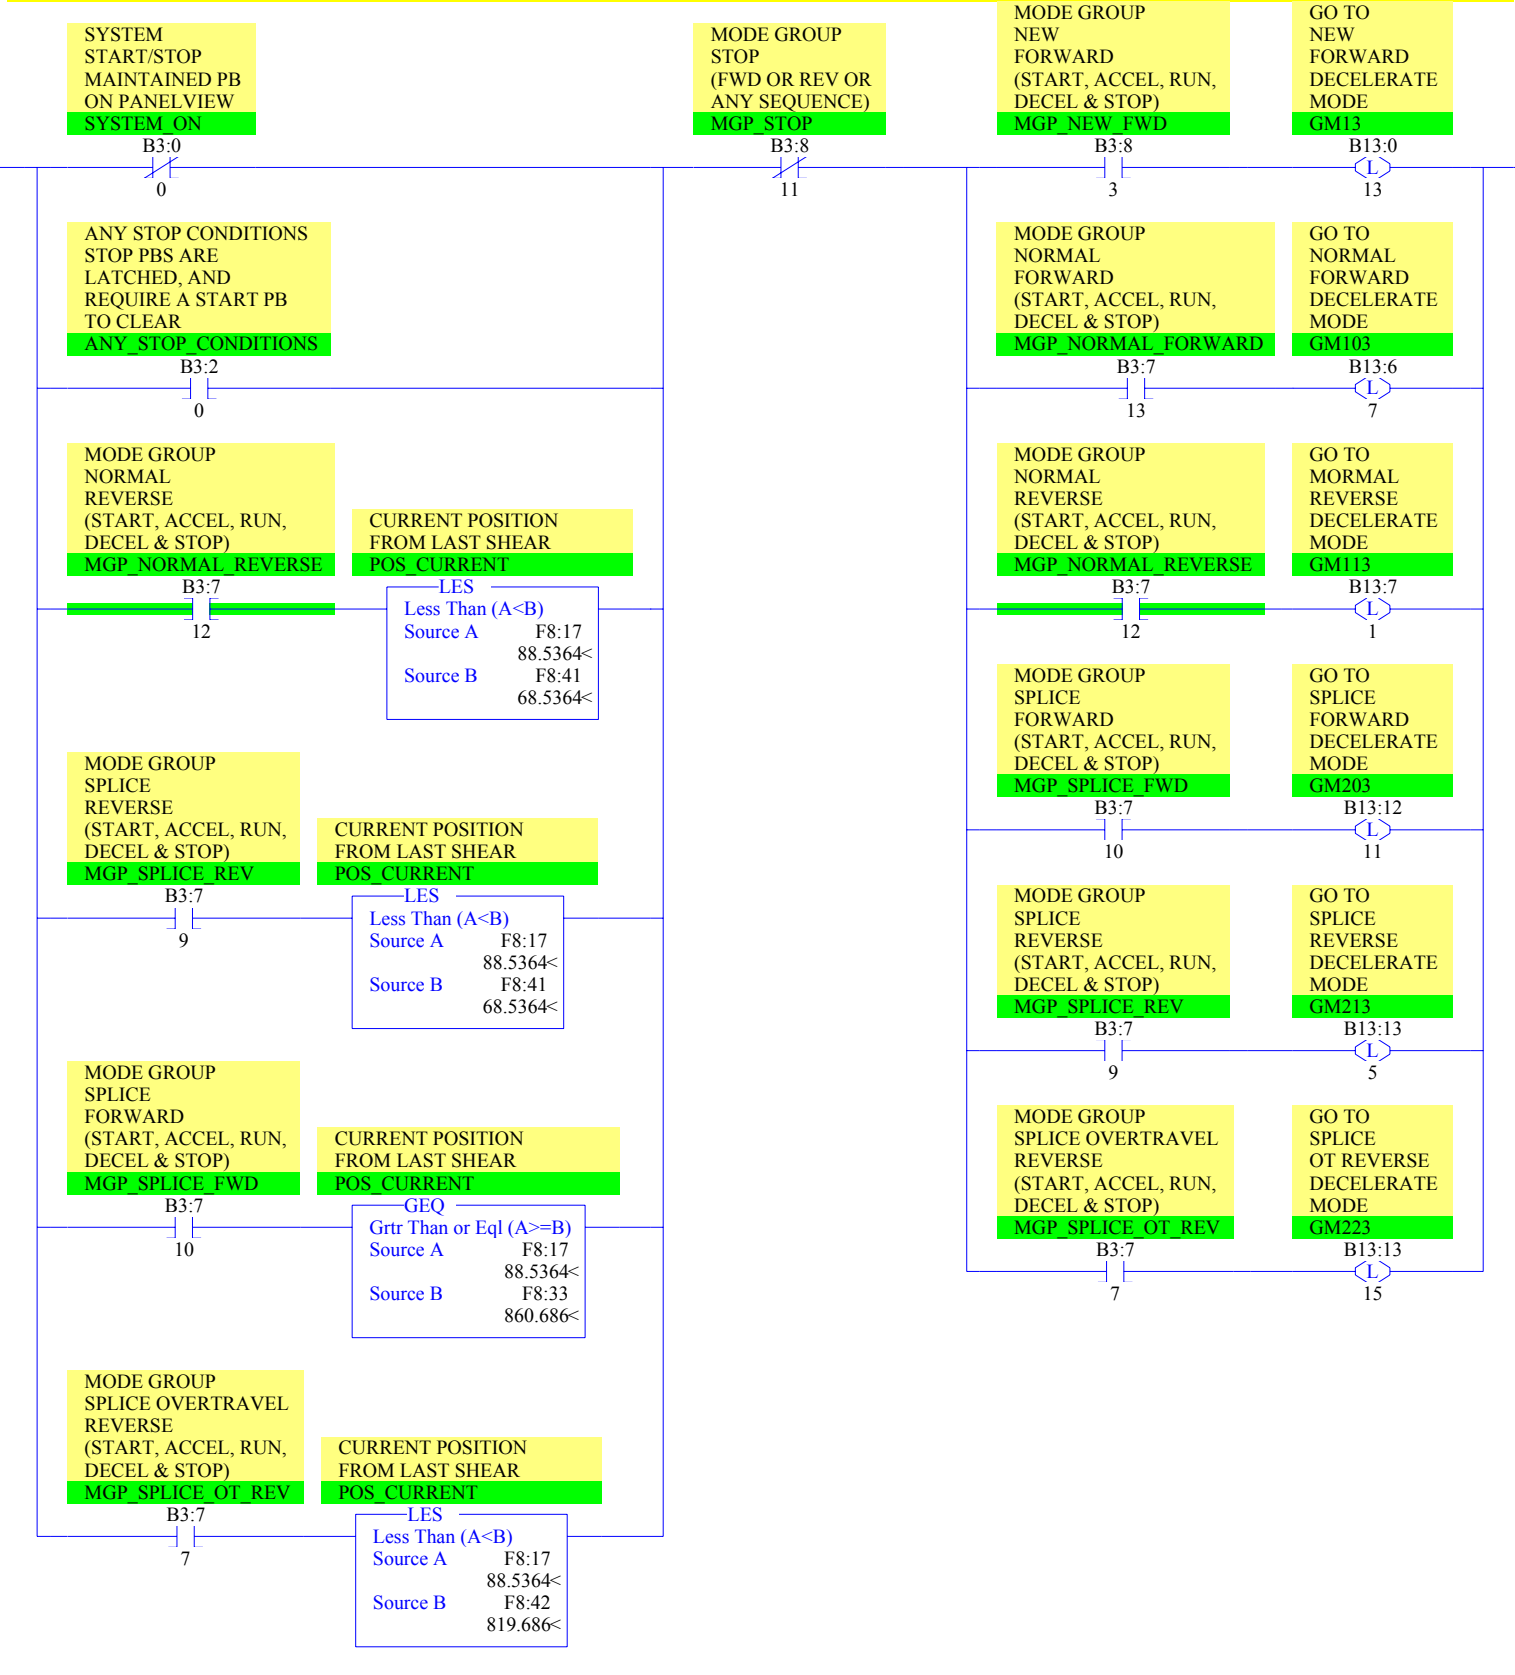 SYSTEM
START/STOP
MAINTAINED PB
ON PANELVIEW
SYSTEM_ON
B3:0
0
MODE GROUP
STOP
(FWD OR REV OR
ANY SEQUENCE)
MGP_STOP
B3:8
11
MODE GROUP
NEW
FORWARD
(START, ACCEL, RUN,
DECEL & STOP)
MGP_NEW_FWD
B3:8
3
GO TO
NEW
FORWARD
DECELERATE
MODE
GM13
B13:0
L
13
ANY STOP CONDITIONS
STOP PBS ARE
LATCHED, AND
REQUIRE A START PB
TO CLEAR
ANY_STOP_CONDITIONS
B3:2
0
MODE GROUP
NORMAL
FORWARD
(START, ACCEL, RUN,
DECEL & STOP)
MGP_NORMAL_FORWARD
B3:7
13
GO TO
NORMAL
FORWARD
DECELERATE
MODE
GM103
B13:6
L
7
MODE GROUP
NORMAL
REVERSE
(START, ACCEL, RUN,
DECEL & STOP)
MGP_NORMAL_REVERSE
B3:7
12
CURRENT POSITION
FROM LAST SHEAR
POS_CURRENT
LES
Less Than (A<B)
Source A F8:17
88.5364<
Source B F8:41
68.5364<
MODE GROUP
NORMAL
REVERSE
(START, ACCEL, RUN,
DECEL & STOP)
MGP_NORMAL_REVERSE
B3:7
12
GO TO
MORMAL
REVERSE
DECELERATE
MODE
GM113
B13:7
L
1
MODE GROUP
SPLICE
FORWARD
(START, ACCEL, RUN,
DECEL & STOP)
MGP_SPLICE_FWD
B3:7
10
GO TO
SPLICE
FORWARD
DECELERATE
MODE
GM203
B13:12
L
11
MODE GROUP
SPLICE
REVERSE
(START, ACCEL, RUN,
DECEL & STOP)
MGP_SPLICE_REV
B3:7
9
CURRENT POSITION
FROM LAST SHEAR
POS_CURRENT
LES
Less Than (A<B)
Source A F8:17
88.5364<
Source B F8:41
68.5364<
MODE GROUP
SPLICE
REVERSE
(START, ACCEL, RUN,
DECEL & STOP)
MGP_SPLICE_REV
B3:7
9
GO TO
SPLICE
REVERSE
DECELERATE
MODE
GM213
B13:13
L
5
MODE GROUP
SPLICE
FORWARD
(START, ACCEL, RUN,
DECEL & STOP)
MGP_SPLICE_FWD
B3:7
10
CURRENT POSITION
FROM LAST SHEAR
POS_CURRENT
GEQ
Grtr Than or Eql (A>=B)
Source A F8:17
88.5364<
Source B F8:33
860.686<
MODE GROUP
SPLICE OVERTRAVEL
REVERSE
(START, ACCEL, RUN,
DECEL & STOP)
MGP_SPLICE_OT_REV
B3:7
7
GO TO
SPLICE
OT REVERSE
DECELERATE
MODE
GM223
B13:13
L
15
MODE GROUP
SPLICE OVERTRAVEL
REVERSE
(START, ACCEL, RUN,
DECEL & STOP)
MGP_SPLICE_OT_REV
B3:7
7
CURRENT POSITION
FROM LAST SHEAR
POS_CURRENT
LES
Less Than (A<B)
Source A F8:17
88.5364<
Source B F8:42
819.686<